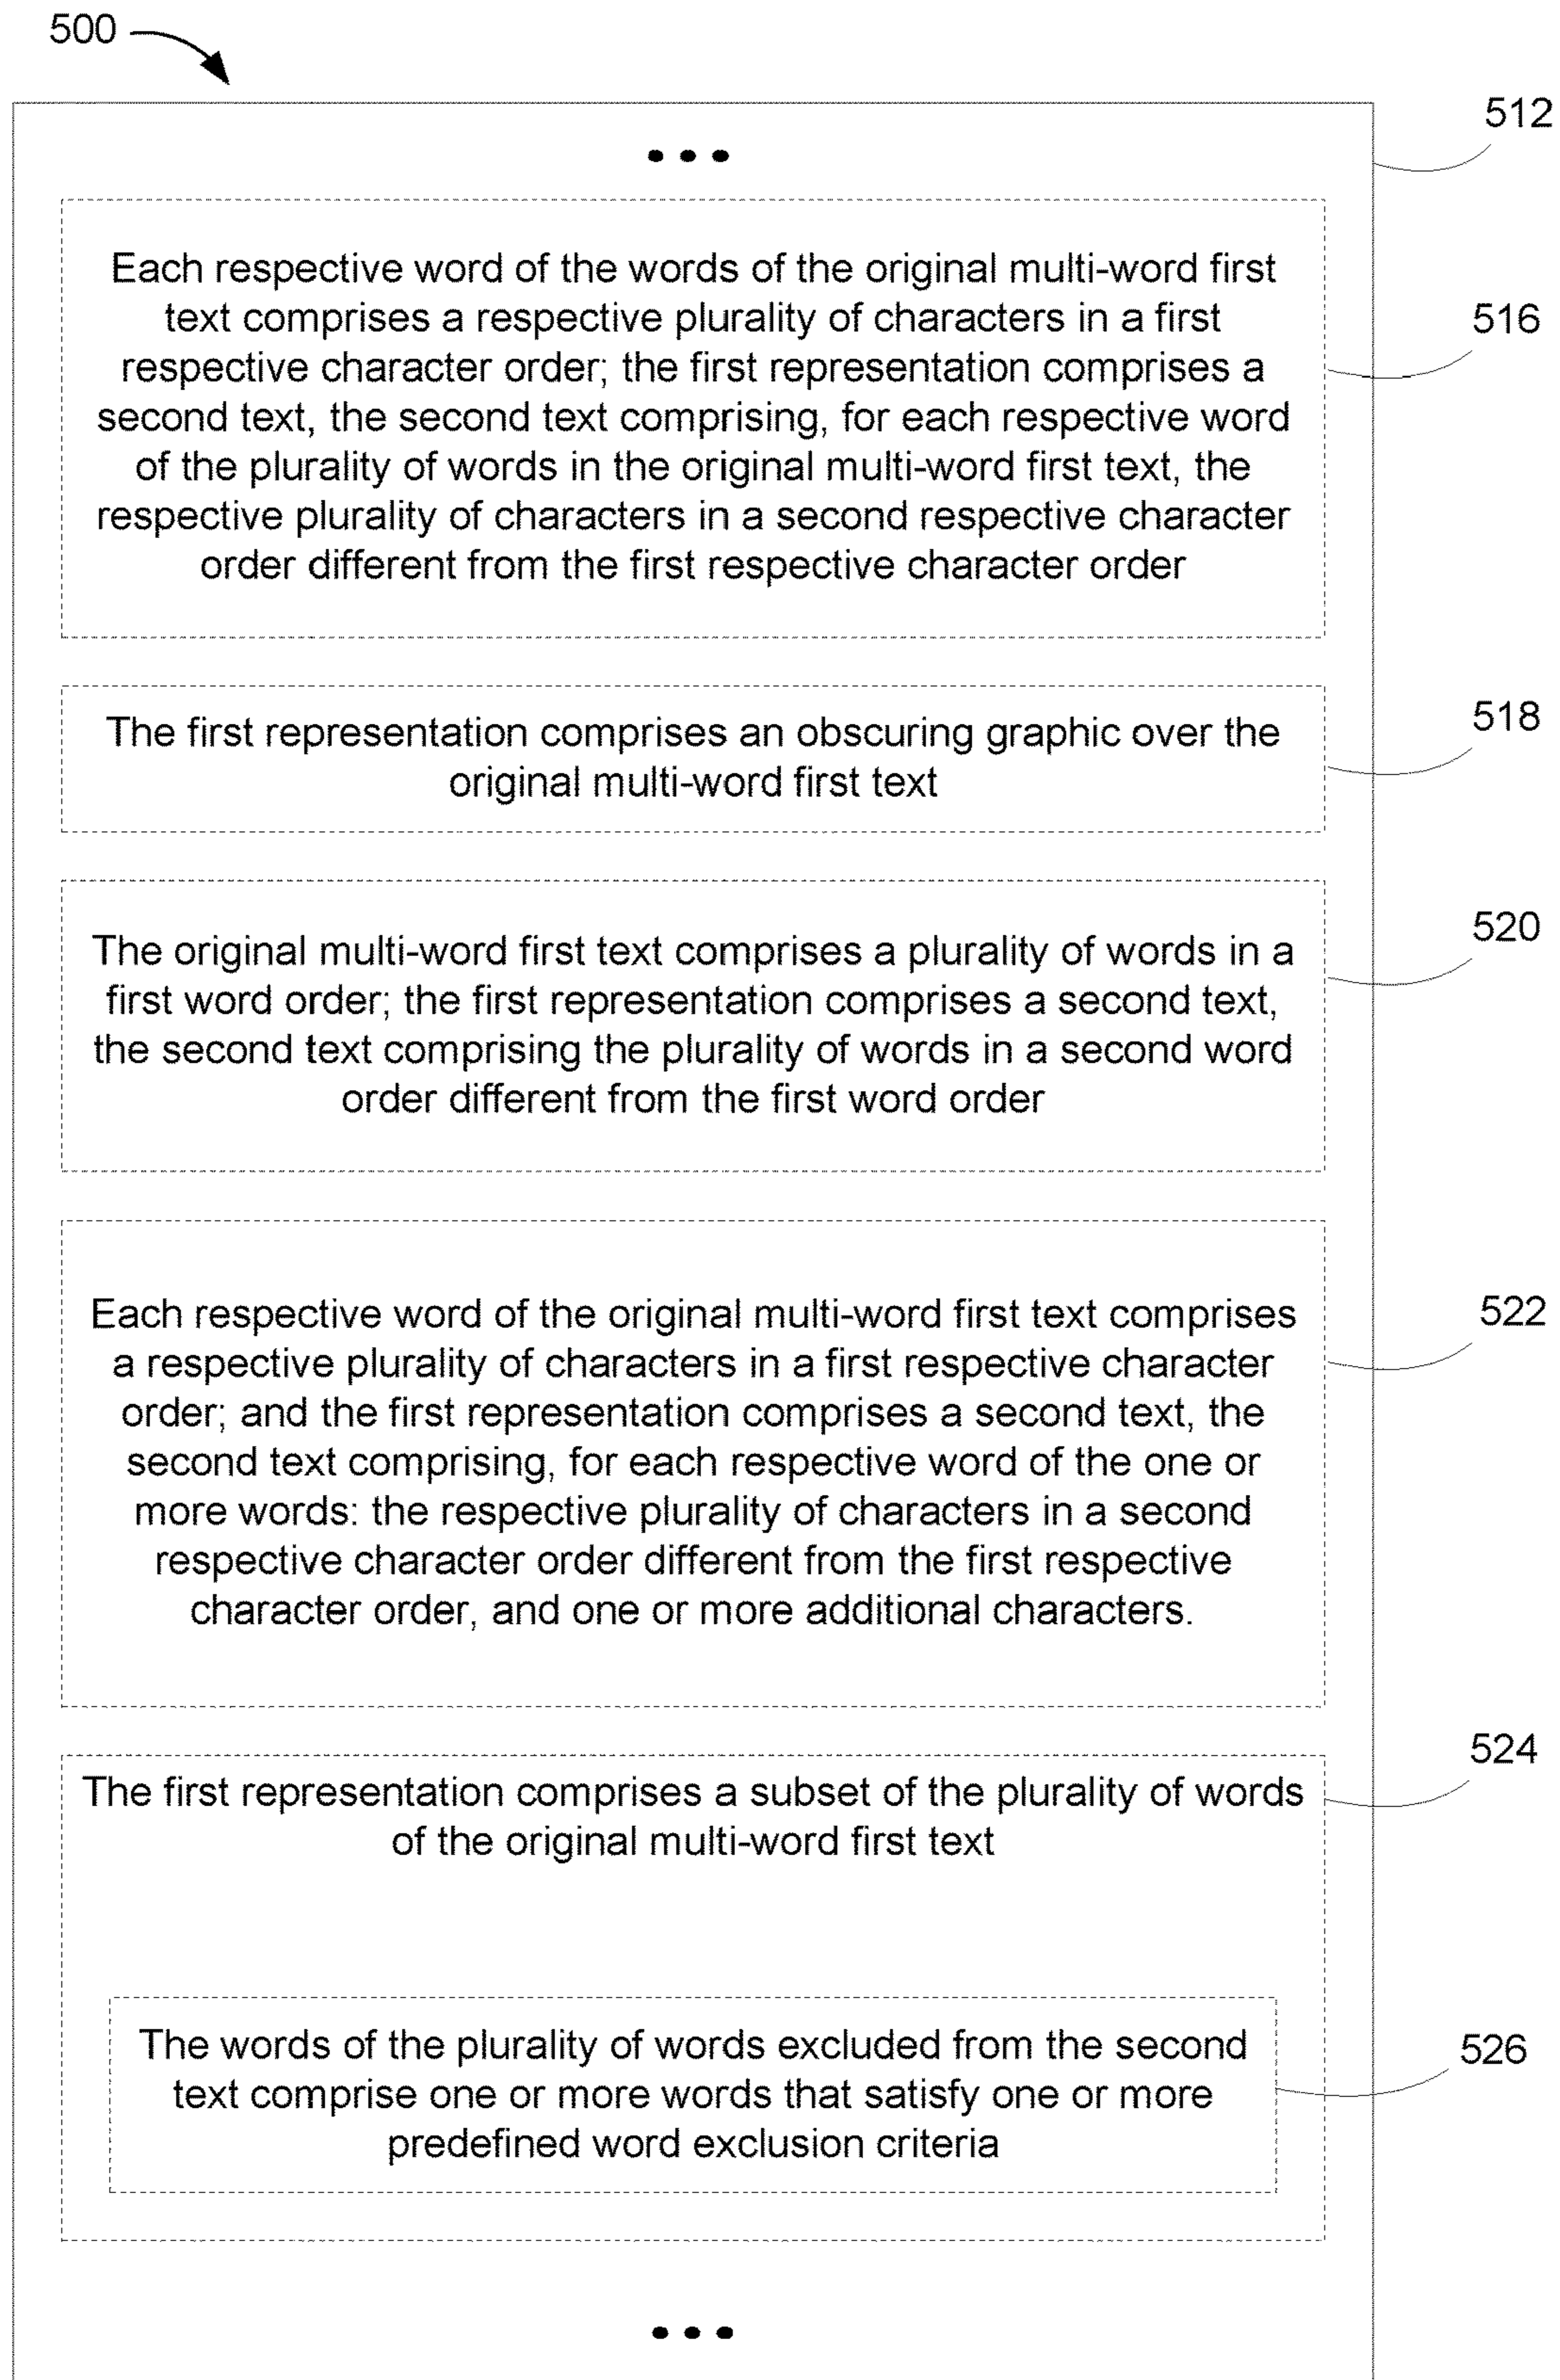 500
512
•••
Each respective word of the words of the original multi-word first
text comprises a respective plurality of characters in a first
respective character order; the first representation comprises a
second text, the second text comprising, for each respective word
of the plurality of words in the original multi-word first text, the
respective plurality of characters in a second respective character
order different from the first respective character order
516
The first representation comprises an obscuring graphic over the
original multi-word first text
518
The original multi-word first text comprises a plurality of words in a
first word order; the first representation comprises a second text,
the second text comprising the plurality of words in a second word
order different from the first word order
520
Each respective word of the original multi-word first text comprises
a respective plurality of characters in a first respective character
order; and the first representation comprises a second text, the
second text comprising, for each respective word of the one or
more words: the respective plurality of characters in a second
respective character order different from the first respective
character order, and one or more additional characters.
522
The first representation comprises a subset of the plurality of words
of the original multi-word first text
524
The words of the plurality of words excluded from the second
text comprise one or more words that satisfy one or more
predefined word exclusion criteria
526
•••